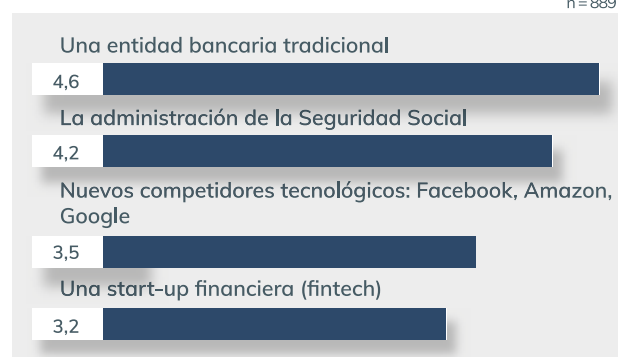 n = 889
Una entidad bancaria tradicional
4,6
La administración de la Seguridad Social
4,2
Nuevos competidores tecnológicos: Facebook, Amazon,
Google
3,5
Una start-up financiera (fintech)
3,2